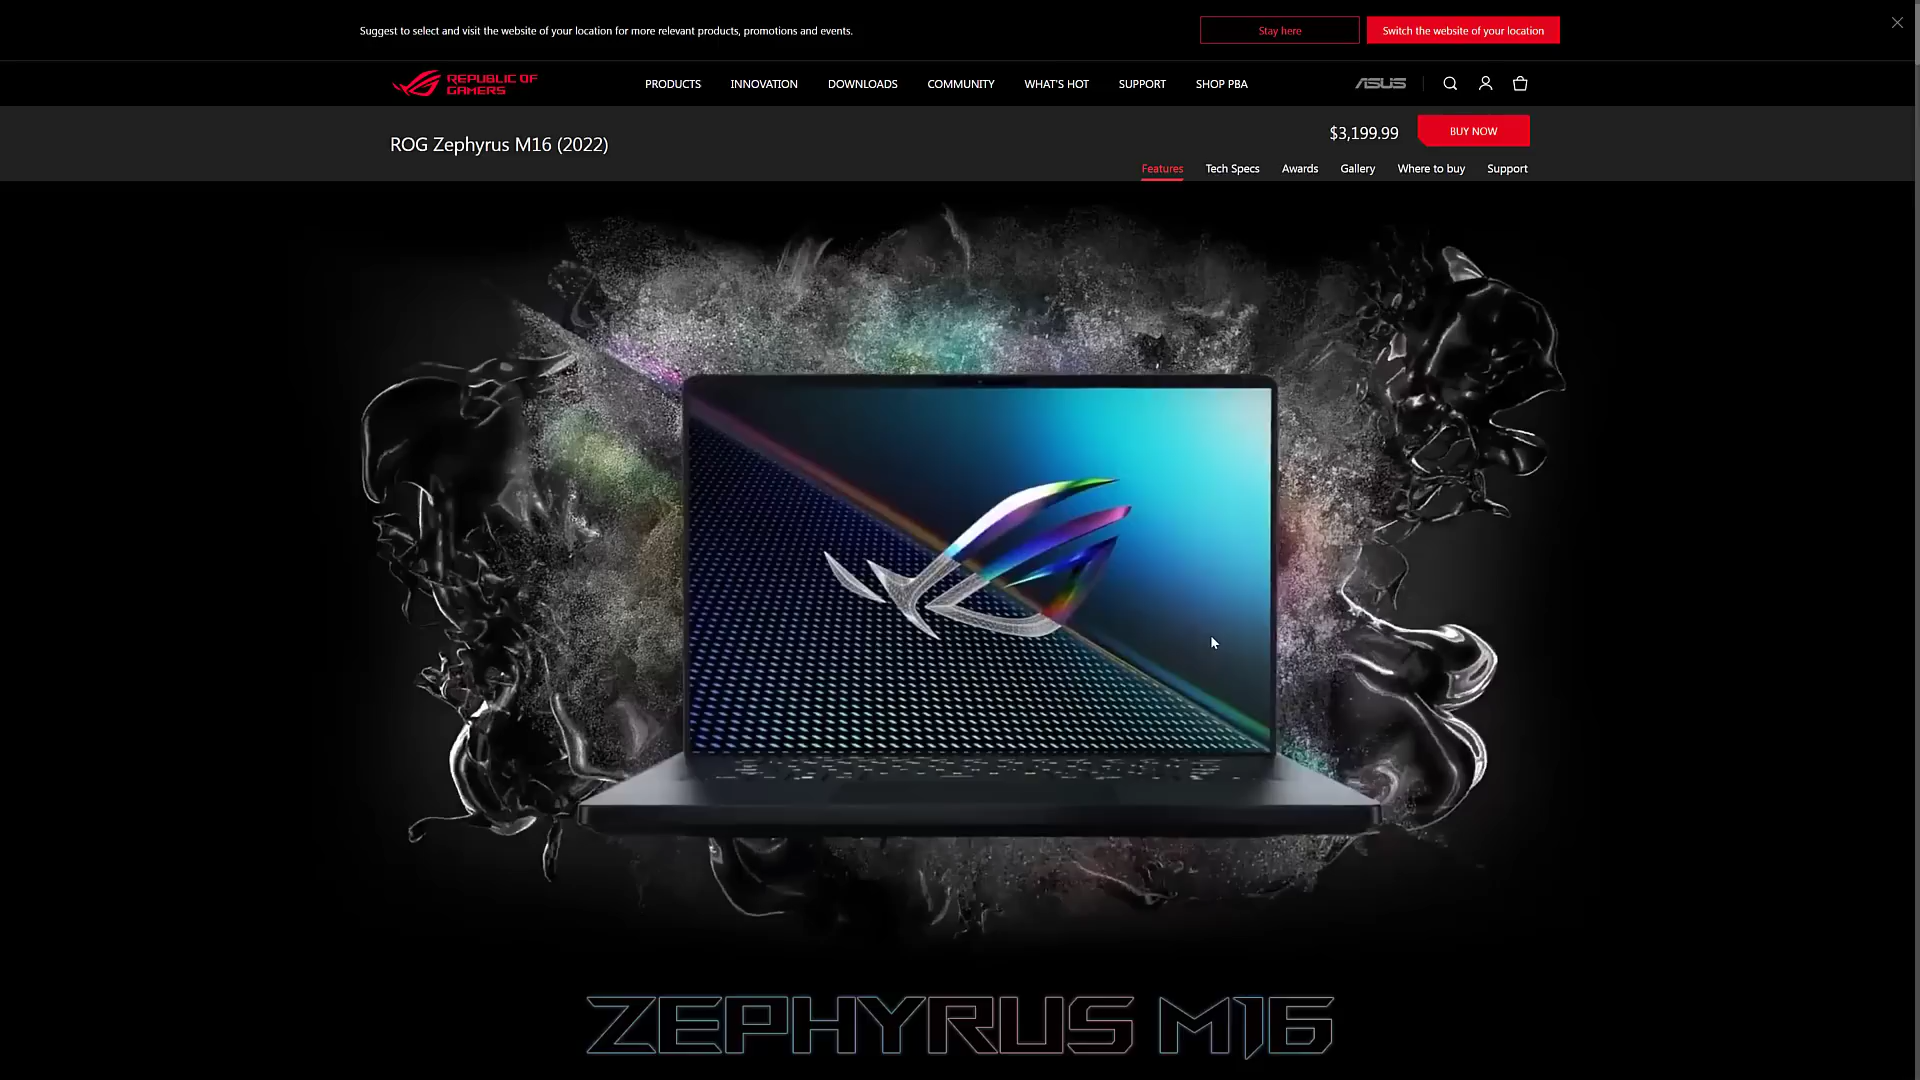 Suggest to select and visit the website of your location for more relevant products, promotions and events.
Stay here
Switch the website of your location
REPUBLIC OF
GAMERS
PRODUCTS
INNOVATION
DOWNLOADS
COMMUNITY
WHAT'S HOT
SUPPORT
SHOP PBA
ASUS
ROG Zephyrus M16 (2022)
$3,199.99
BUY NOW
Features
Tech Specs
Awards
Gallery
Where to buy
Support
ZEPHYRUS M16